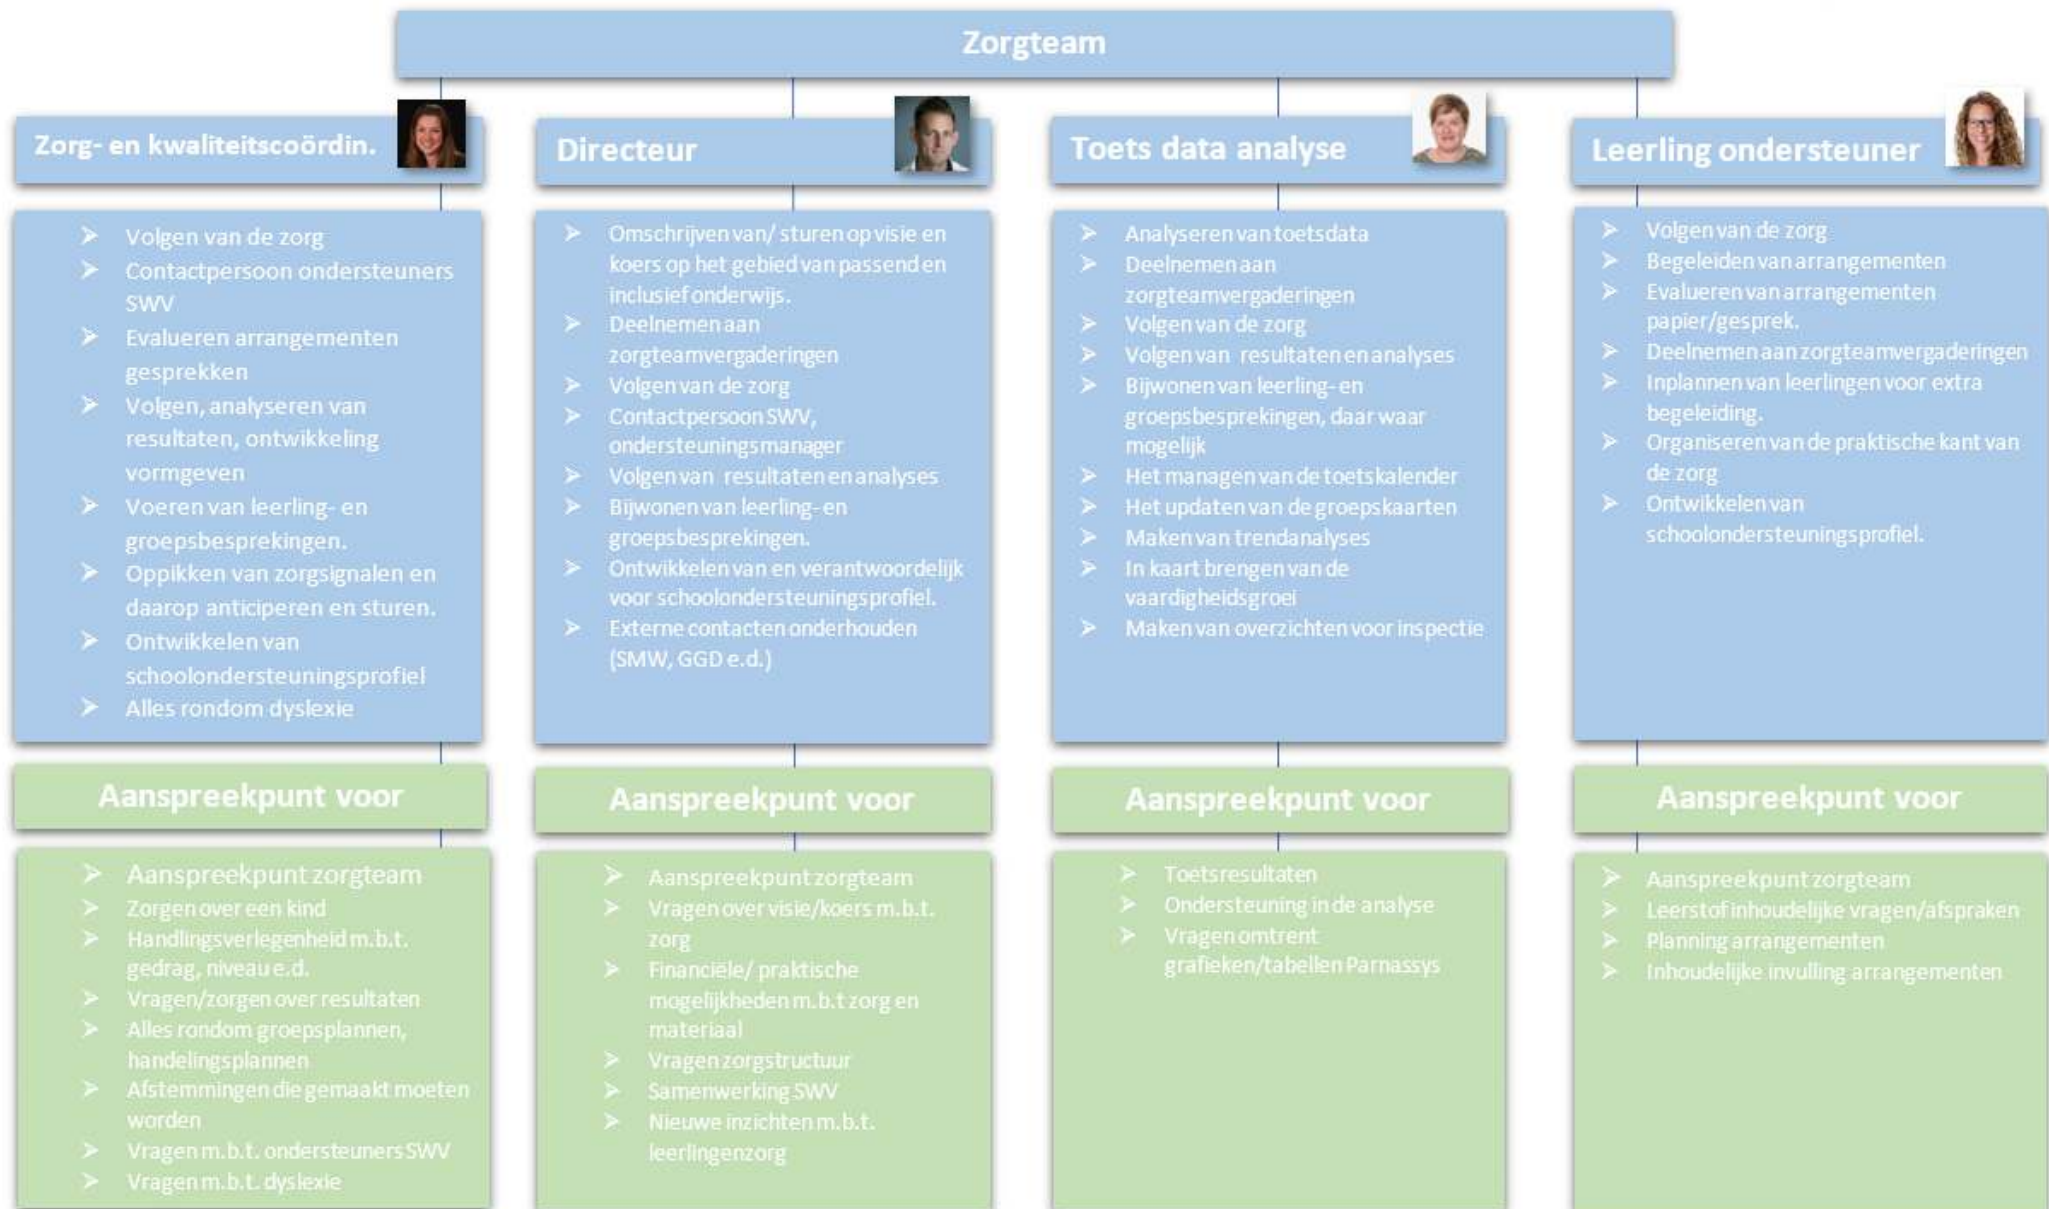 Zorgteam
Zorg- en kwaliteitscoördin.
➢ Volgen van de zorg
➢ Contactpersoon ondersteuners
SWV
➢ Evalueren arrangementen
gesprekken
➢ Volgen, analyseren van
resultaten, ontwikkeling
vormgeven
➢ Voeren van leerling- en
groepsbesprekingen.
➢ Oppikken van zorgsignalen en
daarop anticiperen en sturen.
➢ Ontwikkelen van
schoolondersteuningsprofiel
➢ Alles rondom dyslexie
Aanspreekpunt voor
➢ Aanspreekpunt zorgteam
➢ Zorgen over een kind
➢ Handlingsverlegenheid m.b.t.
gedrag, niveau e.d.
➢ Vragen/zorgen over resultaten
➢ Alles rondom groepsplannen,
handelingsplannen
➢ Afstemmingen die gemaakt moeten
worden
➢ Vragen m.b.t. ondersteuners SWV
➢ Vragen m.b.t. dyslexie
Directeur
➢ Omschrijven van/ sturen op visie en
koers op het gebied van passend en
inclusief onderwijs.
➢ Deelnemen aan
zorgteamvergaderingen
➢ Volgen van de zorg
➢ Contactpersoon SWV,
ondersteuningsmanager
➢ Volgen van resultaten en analyses
➢ Bijwonen van leerling- en
groepsbesprekingen.
➢ Ontwikkelen van en verantwoordelijk
voor schoolondersteuningsprofiel.
➢ Externe contacten onderhouden
(SMW, GGD e.d.)
Aanspreekpunt voor
➢ Aanspreekpunt zorgteam
➢ Vragen over visie/koers m.b.t.
zorg
➢ Financiële/ praktische
mogelijkheden m.b.t zorg en
materiaal
➢ Vragen zorgstructuur
➢ Samenwerking SWV
➢ Nieuwe inzichten m.b.t.
leerlingenzorg
Toets data analyse
➢ Analyseren van toetsdata
➢ Deelnemen aan
zorgteamvergaderingen
➢ Volgen van de zorg
➢ Volgen van resultaten en analyses
➢ Bijwonen van leerling- en
groepsbesprekingen, daar waar
mogelijk
➢ Het managen van de toetskalender
➢ Het updaten van de groepskaarten
➢ Maken van trendanalyses
➢ In kaart brengen van de
vaardigheidsgroei
➢ Maken van overzichten voor inspectie
Aanspreekpunt voor
➢ Toetsresultaten
➢ Ondersteuning in de analyse
➢ Vragen omtrent
grafieken/tabellen Parnassys
Leerling ondersteuner
➢ Volgen van de zorg
➢ Begeleiden van arrangementen
➢ Evalueren van arrangementen
papier/gesprek.
➢ Deelnemen aan zorgteamvergaderingen
➢ Inplannen van leerlingen voor extra
begeleiding.
➢ Organiseren van de praktische kant van
de zorg
➢ Ontwikkelen van
schoolondersteuningsprofiel.
Aanspreekpunt voor
➢ Aanspreekpunt zorgteam
➢ Leerstof inhoudelijke vragen/afspraken
➢ Planning arrangementen
➢ Inhoudelijke invulling arrangementen